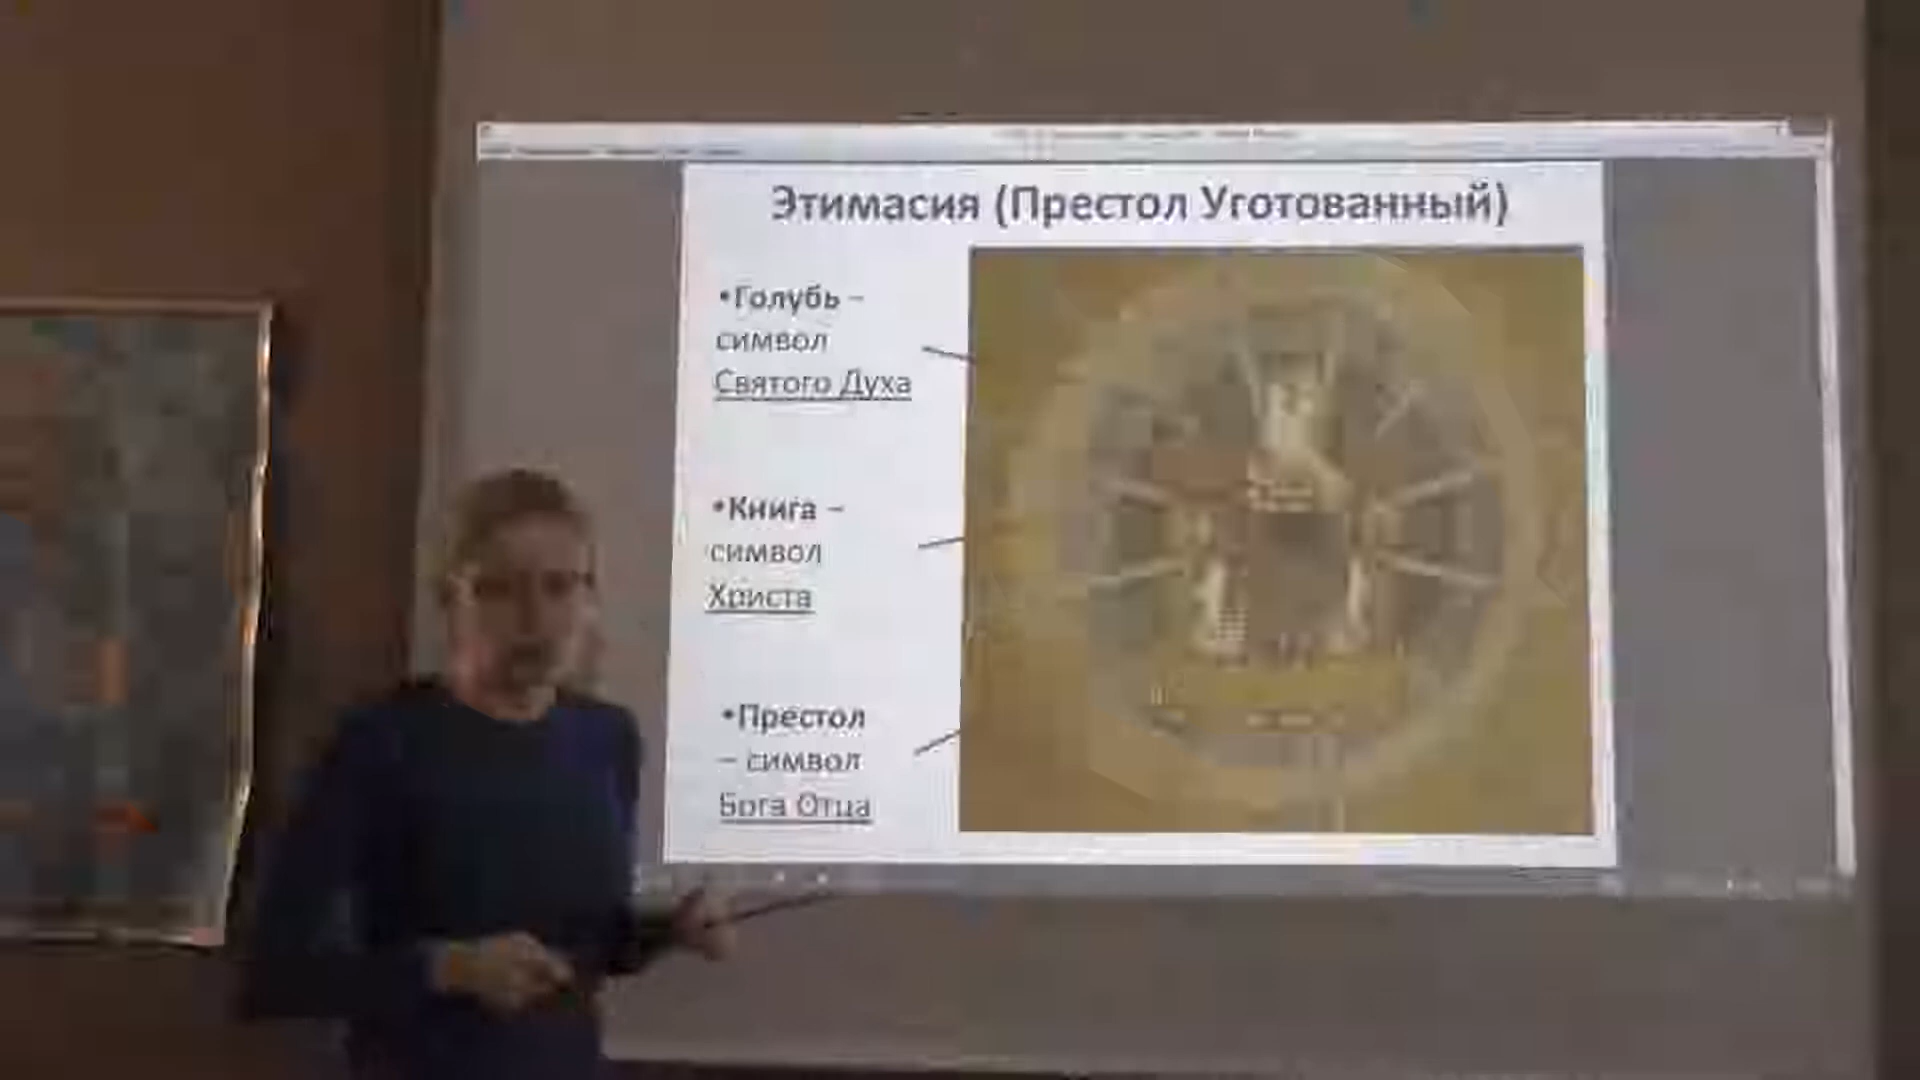 Этимасия (Престол Уготованный)
•Голубь –
символ
Святого Духа
•Книга –
символ
Христа
•Престол
– символ
Бога Отца